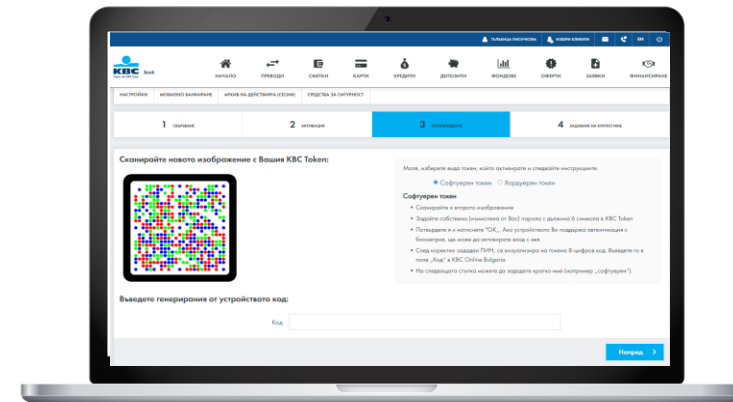 ИЗБЕРИ КЛИЕНТИ
EN
KBC Bank
НАЧАЛО
ПРЕВОДИ
СМЕТКИ
КАРТИ
КРЕДИТИ
ДЕПОЗИТИ
ФОНДОВЕ
ОФЕРТИ
ЗАЯВКИ
ФИНАНСИРАНЕ
НАСТРОЙКИ
МОБИЛНО БАНКИРАНЕ
АРХИВ НА ДЕЙСТВИЯТА (СЕСИИ)
СРЕДСТВА ЗА СИГУРНОСТ
1 СВЪРЗВАНЕ
2 АКТИВАЦИЯ
3 ПОТВЪРЖДЕНИЕ
4 ЗАДАВАНЕ НА КРАТКО ИМЕ
Сканирайте новото изображение с Вашия KBC Token:
Моля, изберете вида токен, който активирате и следвайте инструкциите.
Софтуерен токен Хардуерен токен
Софтуерен токен
Сканирайте и второто изображение
Задайте собствена (измислена от Вас) парола с дължина 6 символа в KBC Token
Потвърдете я и натиснете "OK„. Ако устройството Ви поддържа автентикация с
биометрия, ще може да активирате вход с нея
След коректно зададен ПИН, се визуализира на токена 8-цифров код. Въведете го в
поле „Код" в KBC Online Bulgaria
На следващата стъпка можете да зададете кратко име (например „софтуерен").
Въведете генерирания от устройството код:
Код
Напред